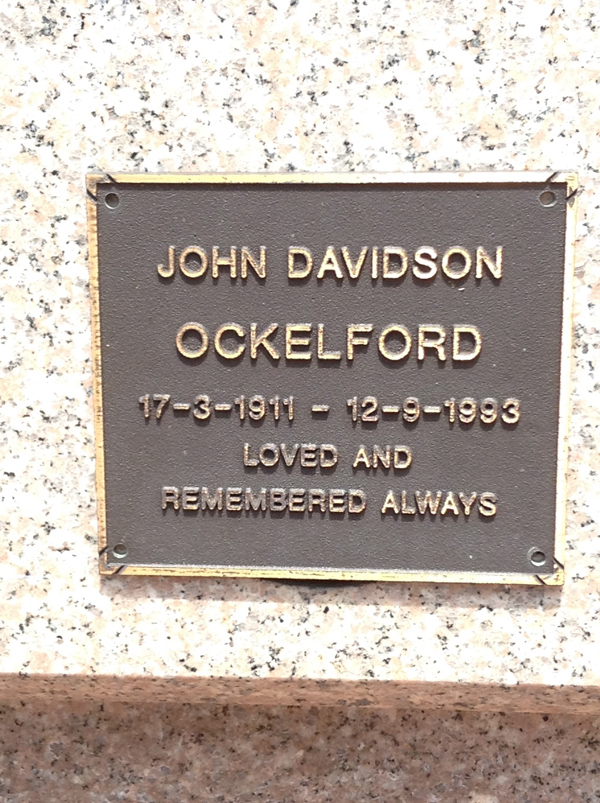 JOHN DAVIDSON
OCKELFORD
17-3-1911 - 12-9-1993
LOVED AND
REMEMBERED ALWAYS